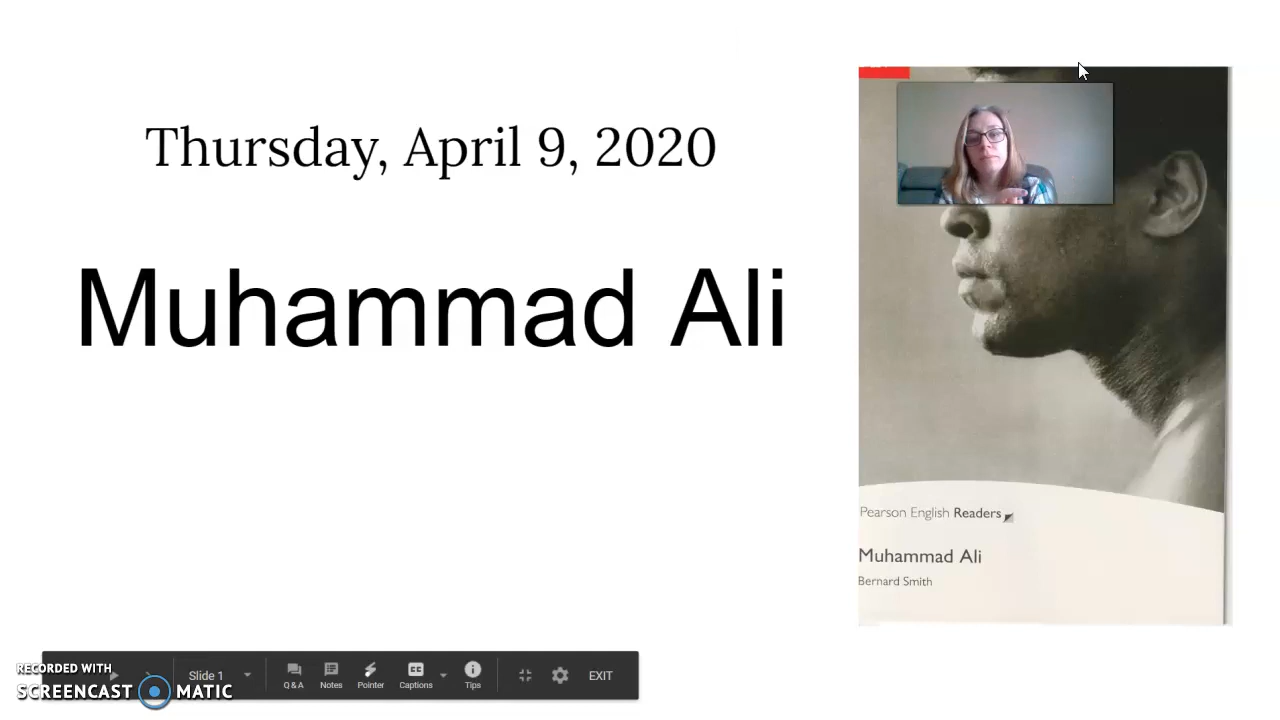 Thursday, April 9, 2020
Muhammad Ali
Pearson English Readers
Muhammad Ali
Bernard Smith
RECORDED WITH
SCREENCAST MATIC
Slide 1
Q & A
Notes
Pointer
Captions
Tips
EXIT